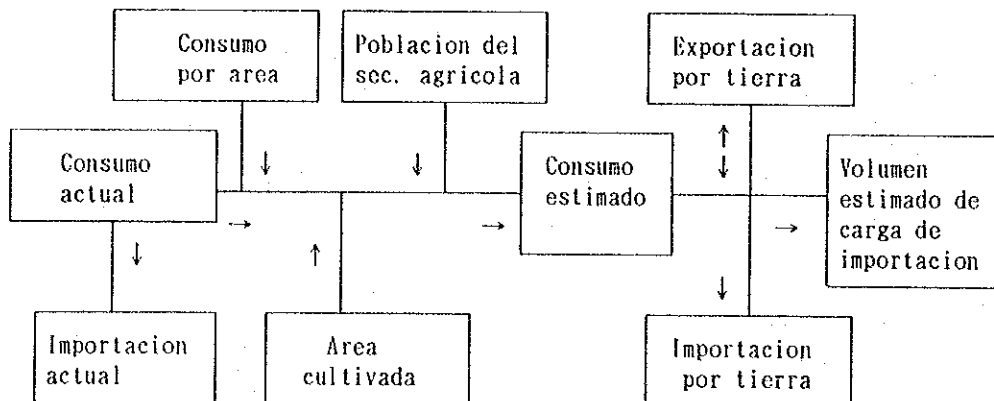 Consumo
por area
Poblacion del
sec. agricola
Exportacion
por tierra
Consumo
actual
Consumo
estimado
Volumen
estimado de
carga de
importacion
Importacion
actual
Area
cultivada
Importacion
por tierra